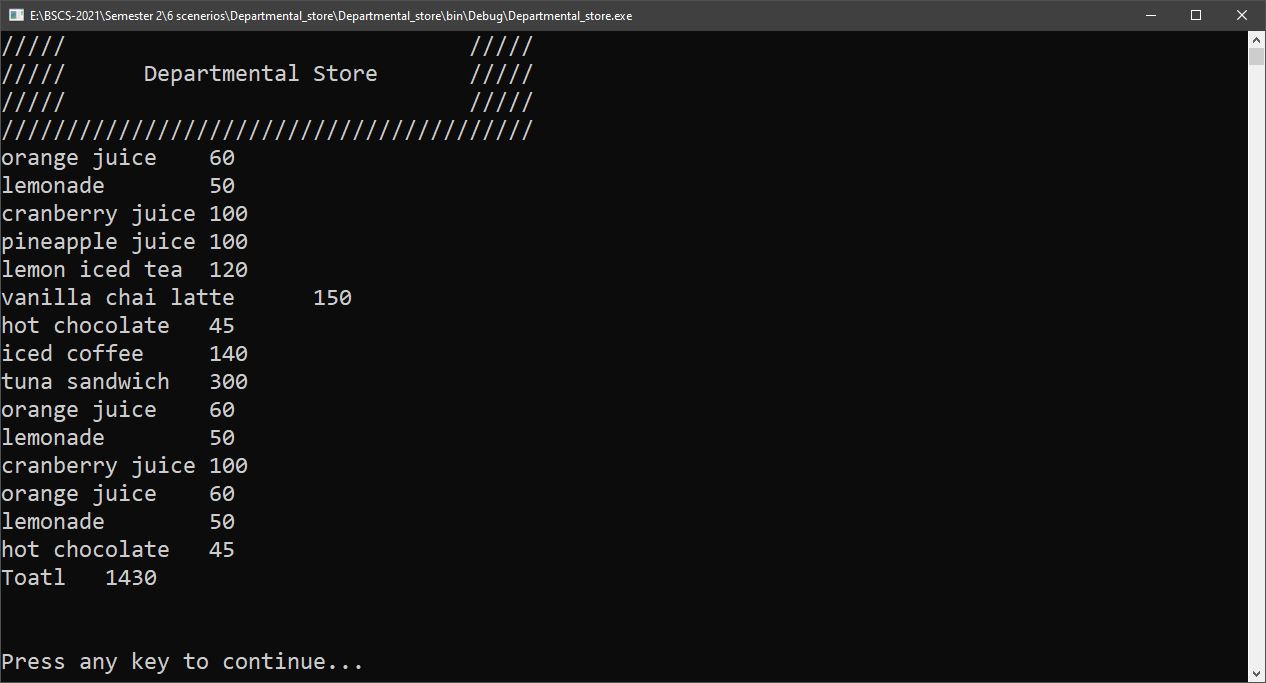 E:\BSCS-2021\Semester 2\6 scenerios\Departmental_store\Departmental_store\bin\Debug\Departmental_store.exe
/////                               /////
/////      Departmental Store       /////
/////                               /////
/////////////////////////////////////////
orange juice    60
lemonade        50
cranberry juice 100
pineapple juice 100
lemon iced tea  120
vanilla chai latte      150
hot chocolate   45
iced coffee     140
tuna sandwich   300
orange juice    60
lemonade        50
cranberry juice 100
orange juice    60
lemonade        50
hot chocolate   45
Toatl   1430
Press any key to continue...